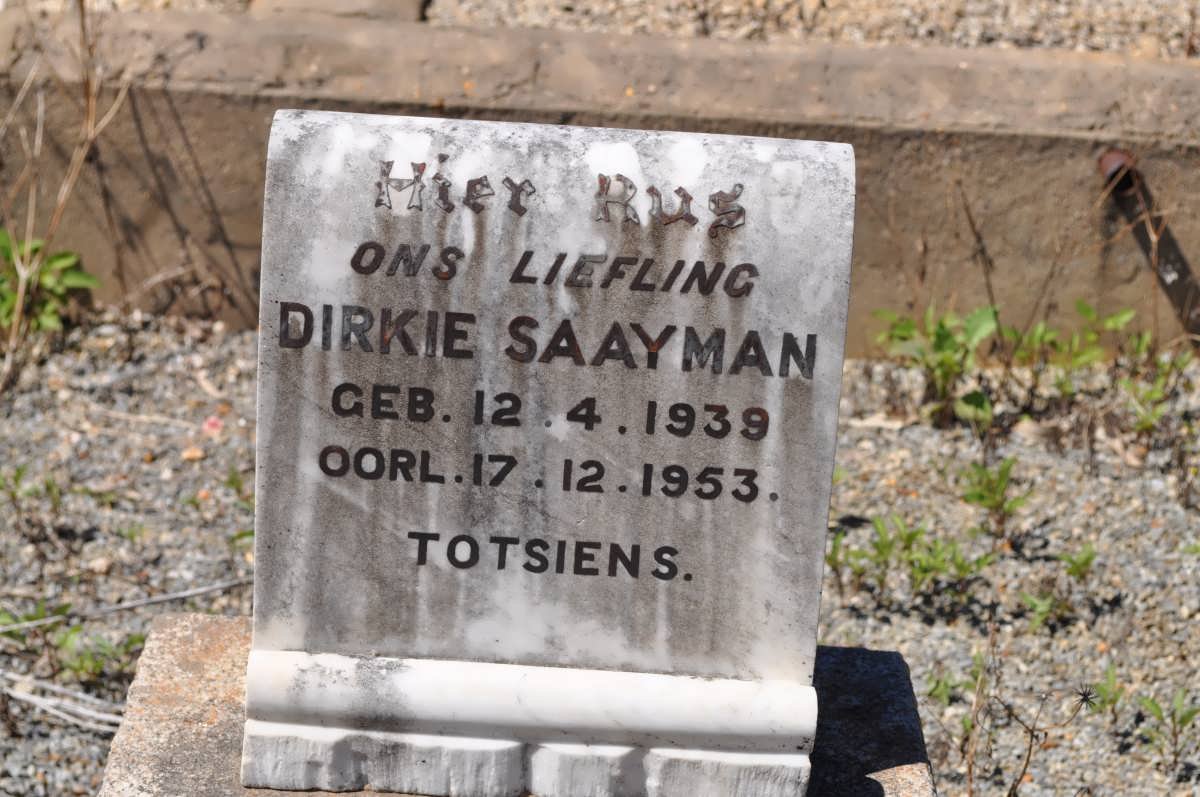 Hier Rus
ONS LIEFLING
DIRKIE SAAYMAN
GEB. 12.4.1939
OORL. 17.12.1953.
TOTSIENS.